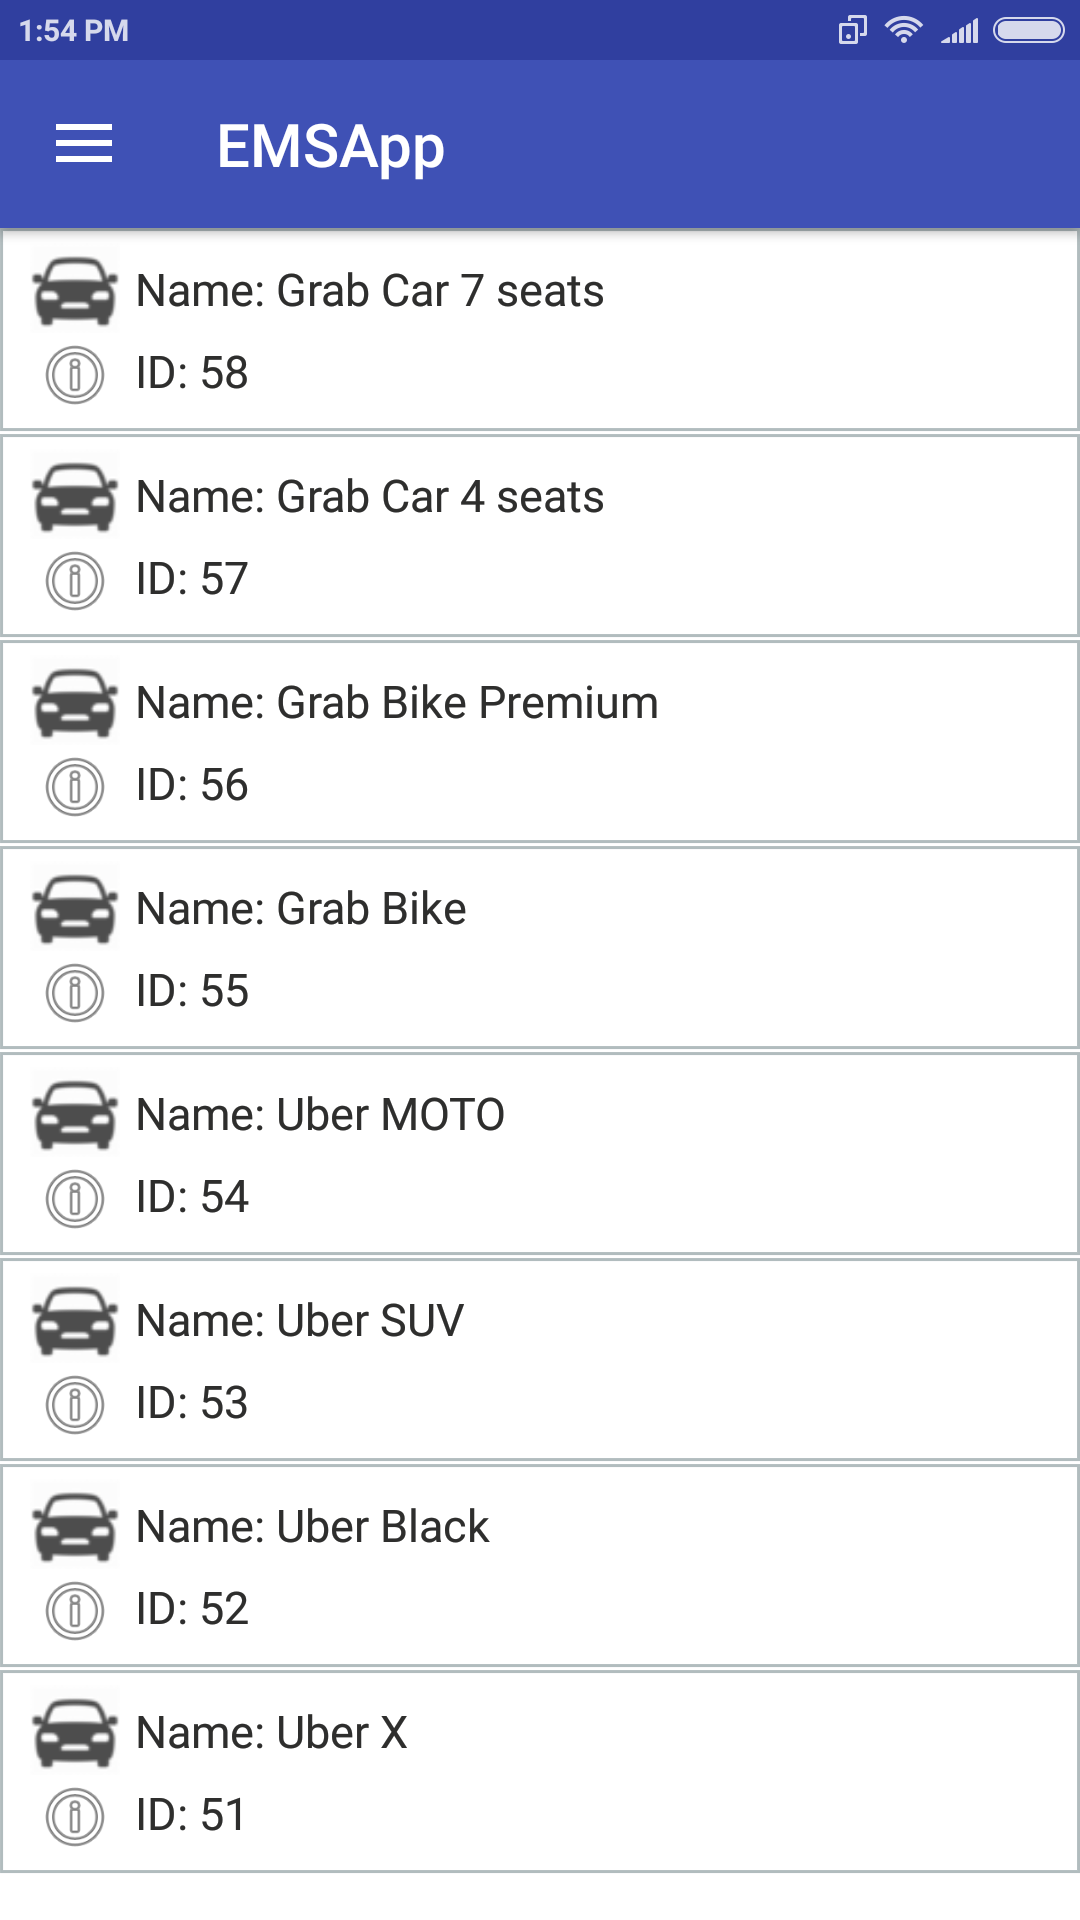 1:54 PM
EMSApp
Name: Grab Car 7 seats
ID: 58
Name: Grab Car 4 seats
ID: 57
Name: Grab Bike Premium
ID: 56
Name: Grab Bike
ID: 55
Name: Uber MOTO
ID: 54
Name: Uber SUV
ID: 53
Name: Uber Black
ID: 52
Name: Uber X
ID: 51